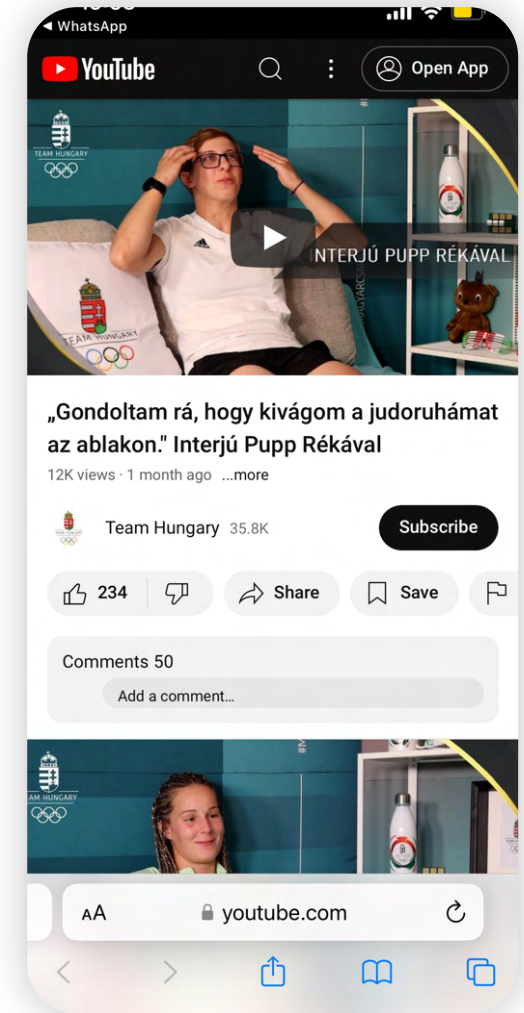 WhatsApp
YouTube
Open App
TEAM HUNGARY
TEAM HUNGARY
INTERJÚ PUPP RÉKÁVAL
„Gondoltam rá, hogy kivágom a judoruhámat
az ablakon." Interjú Pupp Rékával
12K views · 1 month ago ...more
Team Hungary 35.8K
Subscribe
234
Share
Save
Comments 50
Add a comment...
AM HUNGARY
AA
youtube.com